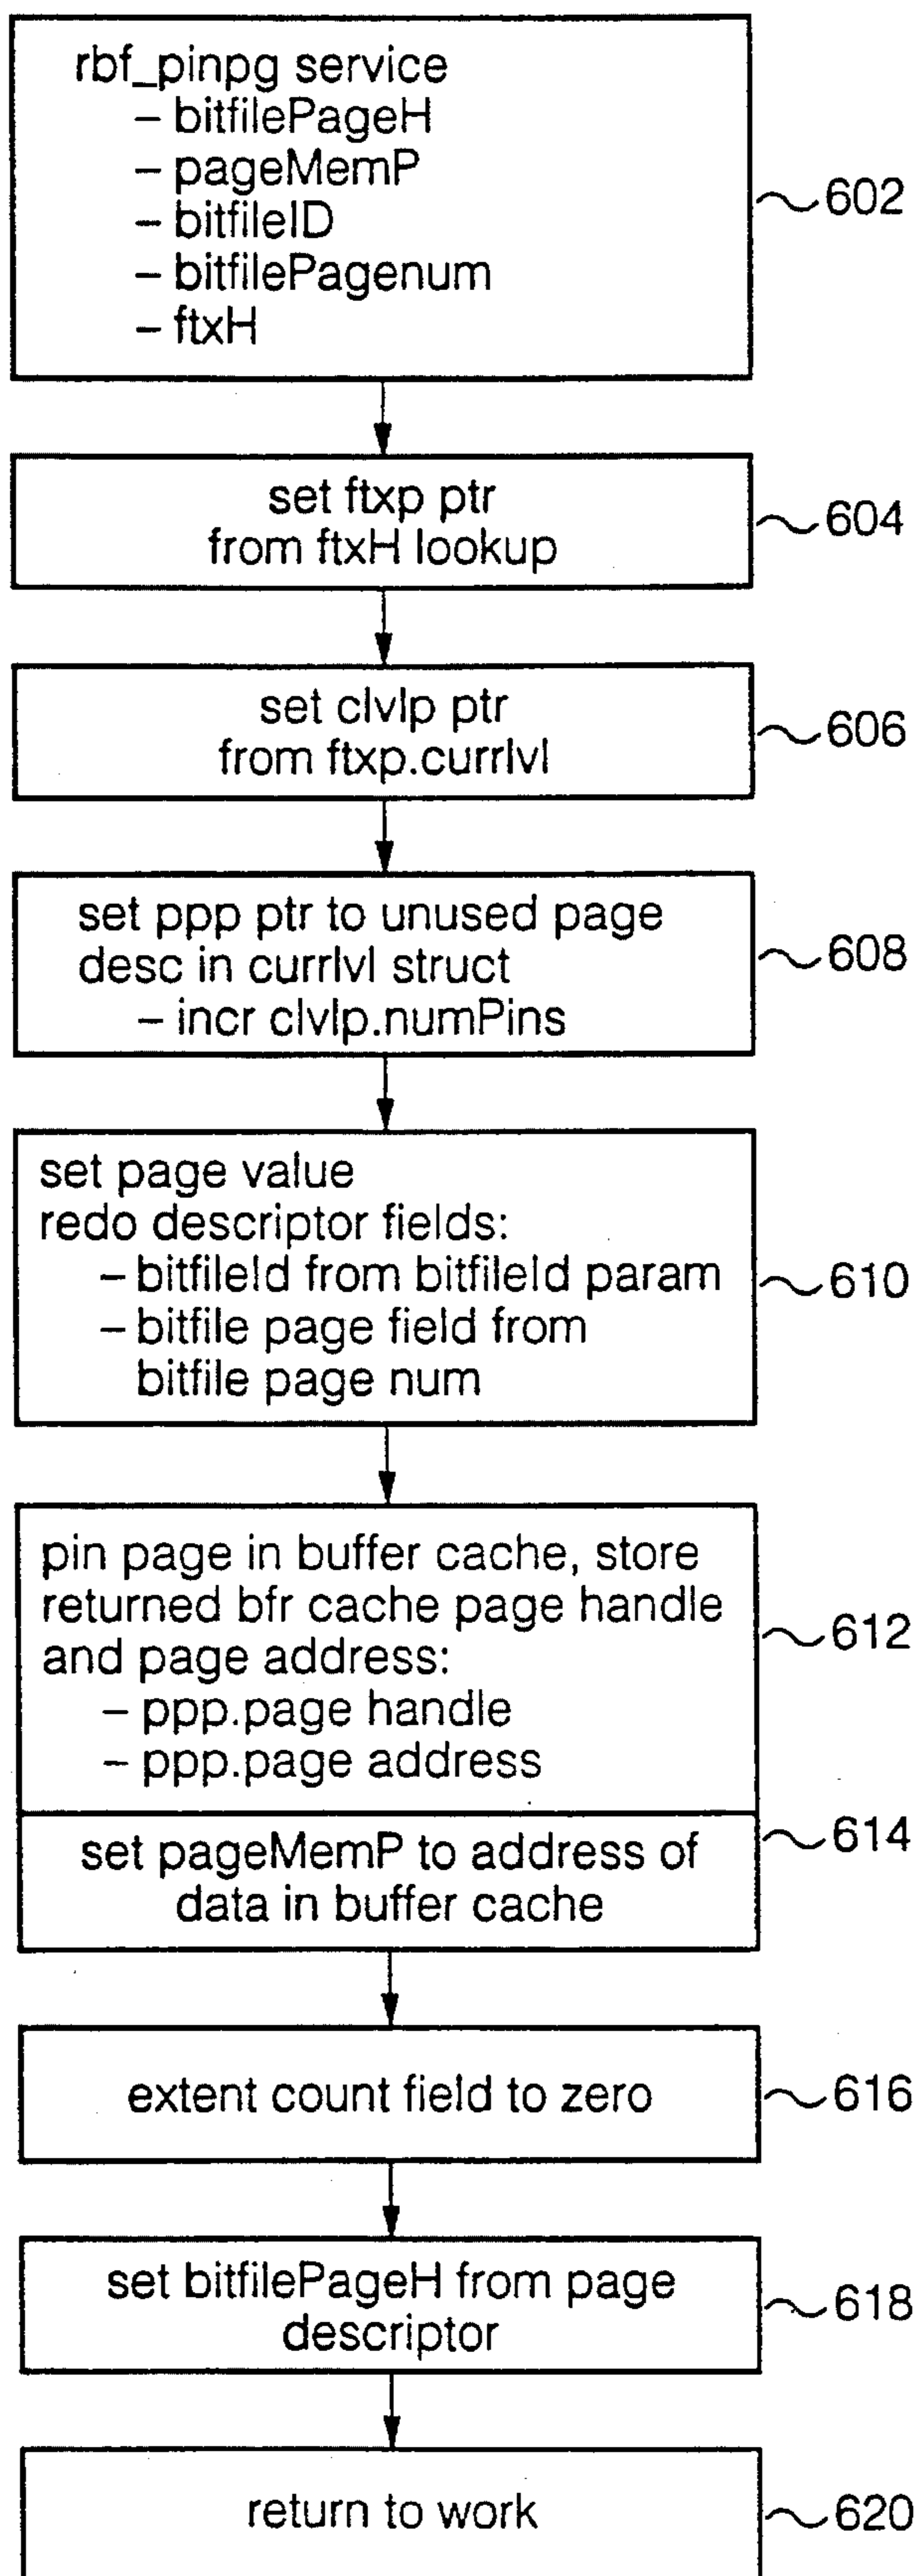 rbf_pinpg service
– bitfilePageH
– pageMemP
– bitfileID
– bitfilePagenum
– ftxH
602
set ftxp ptr
from ftxH lookup
604
set clvlp ptr
from ftxp.currlvl
606
set ppp ptr to unused page
desc in currlvl struct
– incr clvlp.numPins
608
set page value
redo descriptor fields:
– bitfileId from bitfileId param
– bitfile page field from
bitfile page num
610
pin page in buffer cache, store
returned bfr cache page handle
and page address:
– ppp.page handle
– ppp.page address
612
set pageMemP to address of
data in buffer cache
614
extent count field to zero
616
set bitfilePageH from page
descriptor
618
return to work
620